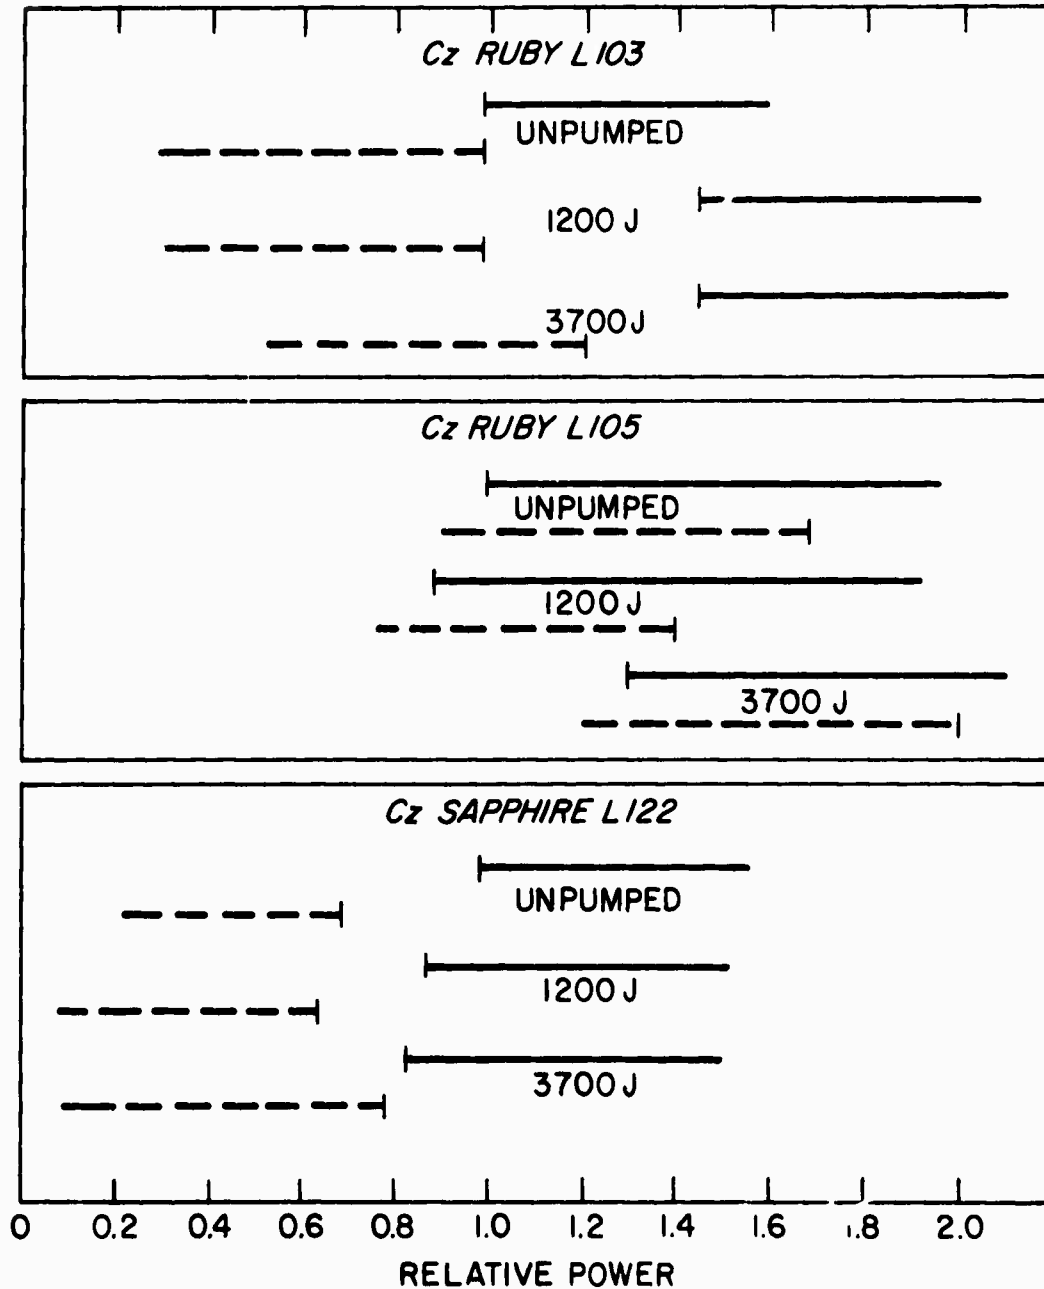 Cz RUBY L103
UNPUMPED
1200 J
3700 J
Cz RUBY L105
UNPUMPED
1200 J
3700 J
Cz SAPPHIRE L122
UNPUMPED
1200 J
3700 J
0 0.2 0.4 0.6 0.8 1.0 1.2 1.4 1.6 1.8 2.0
RELATIVE POWER